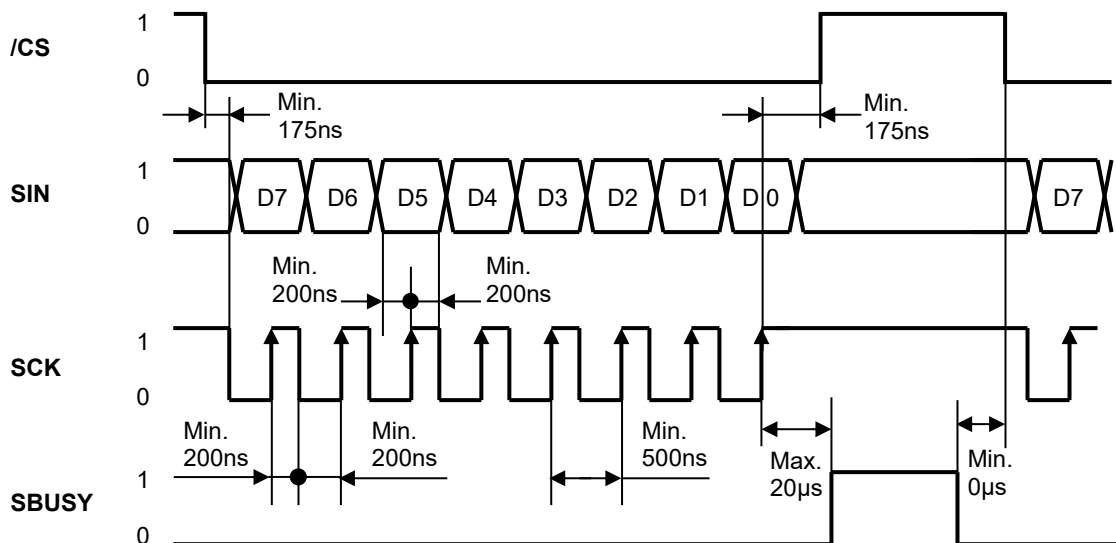 /CS
1
0
Min.
175ns
Min.
175ns
SIN
1
0
D7 D6 D5 D4 D3 D2 D1 D0 D7
Min.
200ns
Min.
200ns
SCK
1
0
Min.
200ns
Min.
200ns
Min.
500ns
Max.
20µs
Min.
0µs
SBUSY
1
0